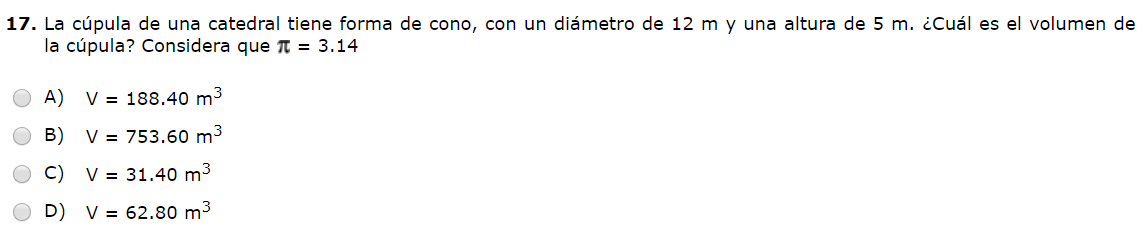 17. La cúpula de una catedral tiene forma de cono, con un diámetro de 12 m y una altura de 5 m. ¿Cuál es el volumen de
la cúpula? Considera que π = 3.14
A) V = 188.40 m³
B) V = 753.60 m³
C) V = 31.40 m³
D) V = 62.80 m³